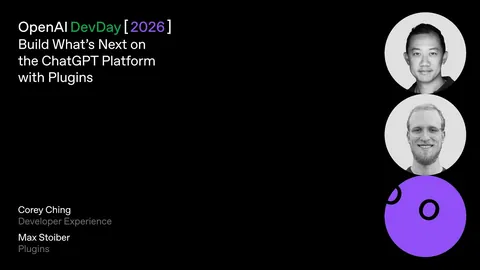 OpenAI DevDay [2026]
Build What's Next on
the ChatGPT Platform
with Plugins
Corey Ching
Developer Experience
Max Stoiber
Plugins